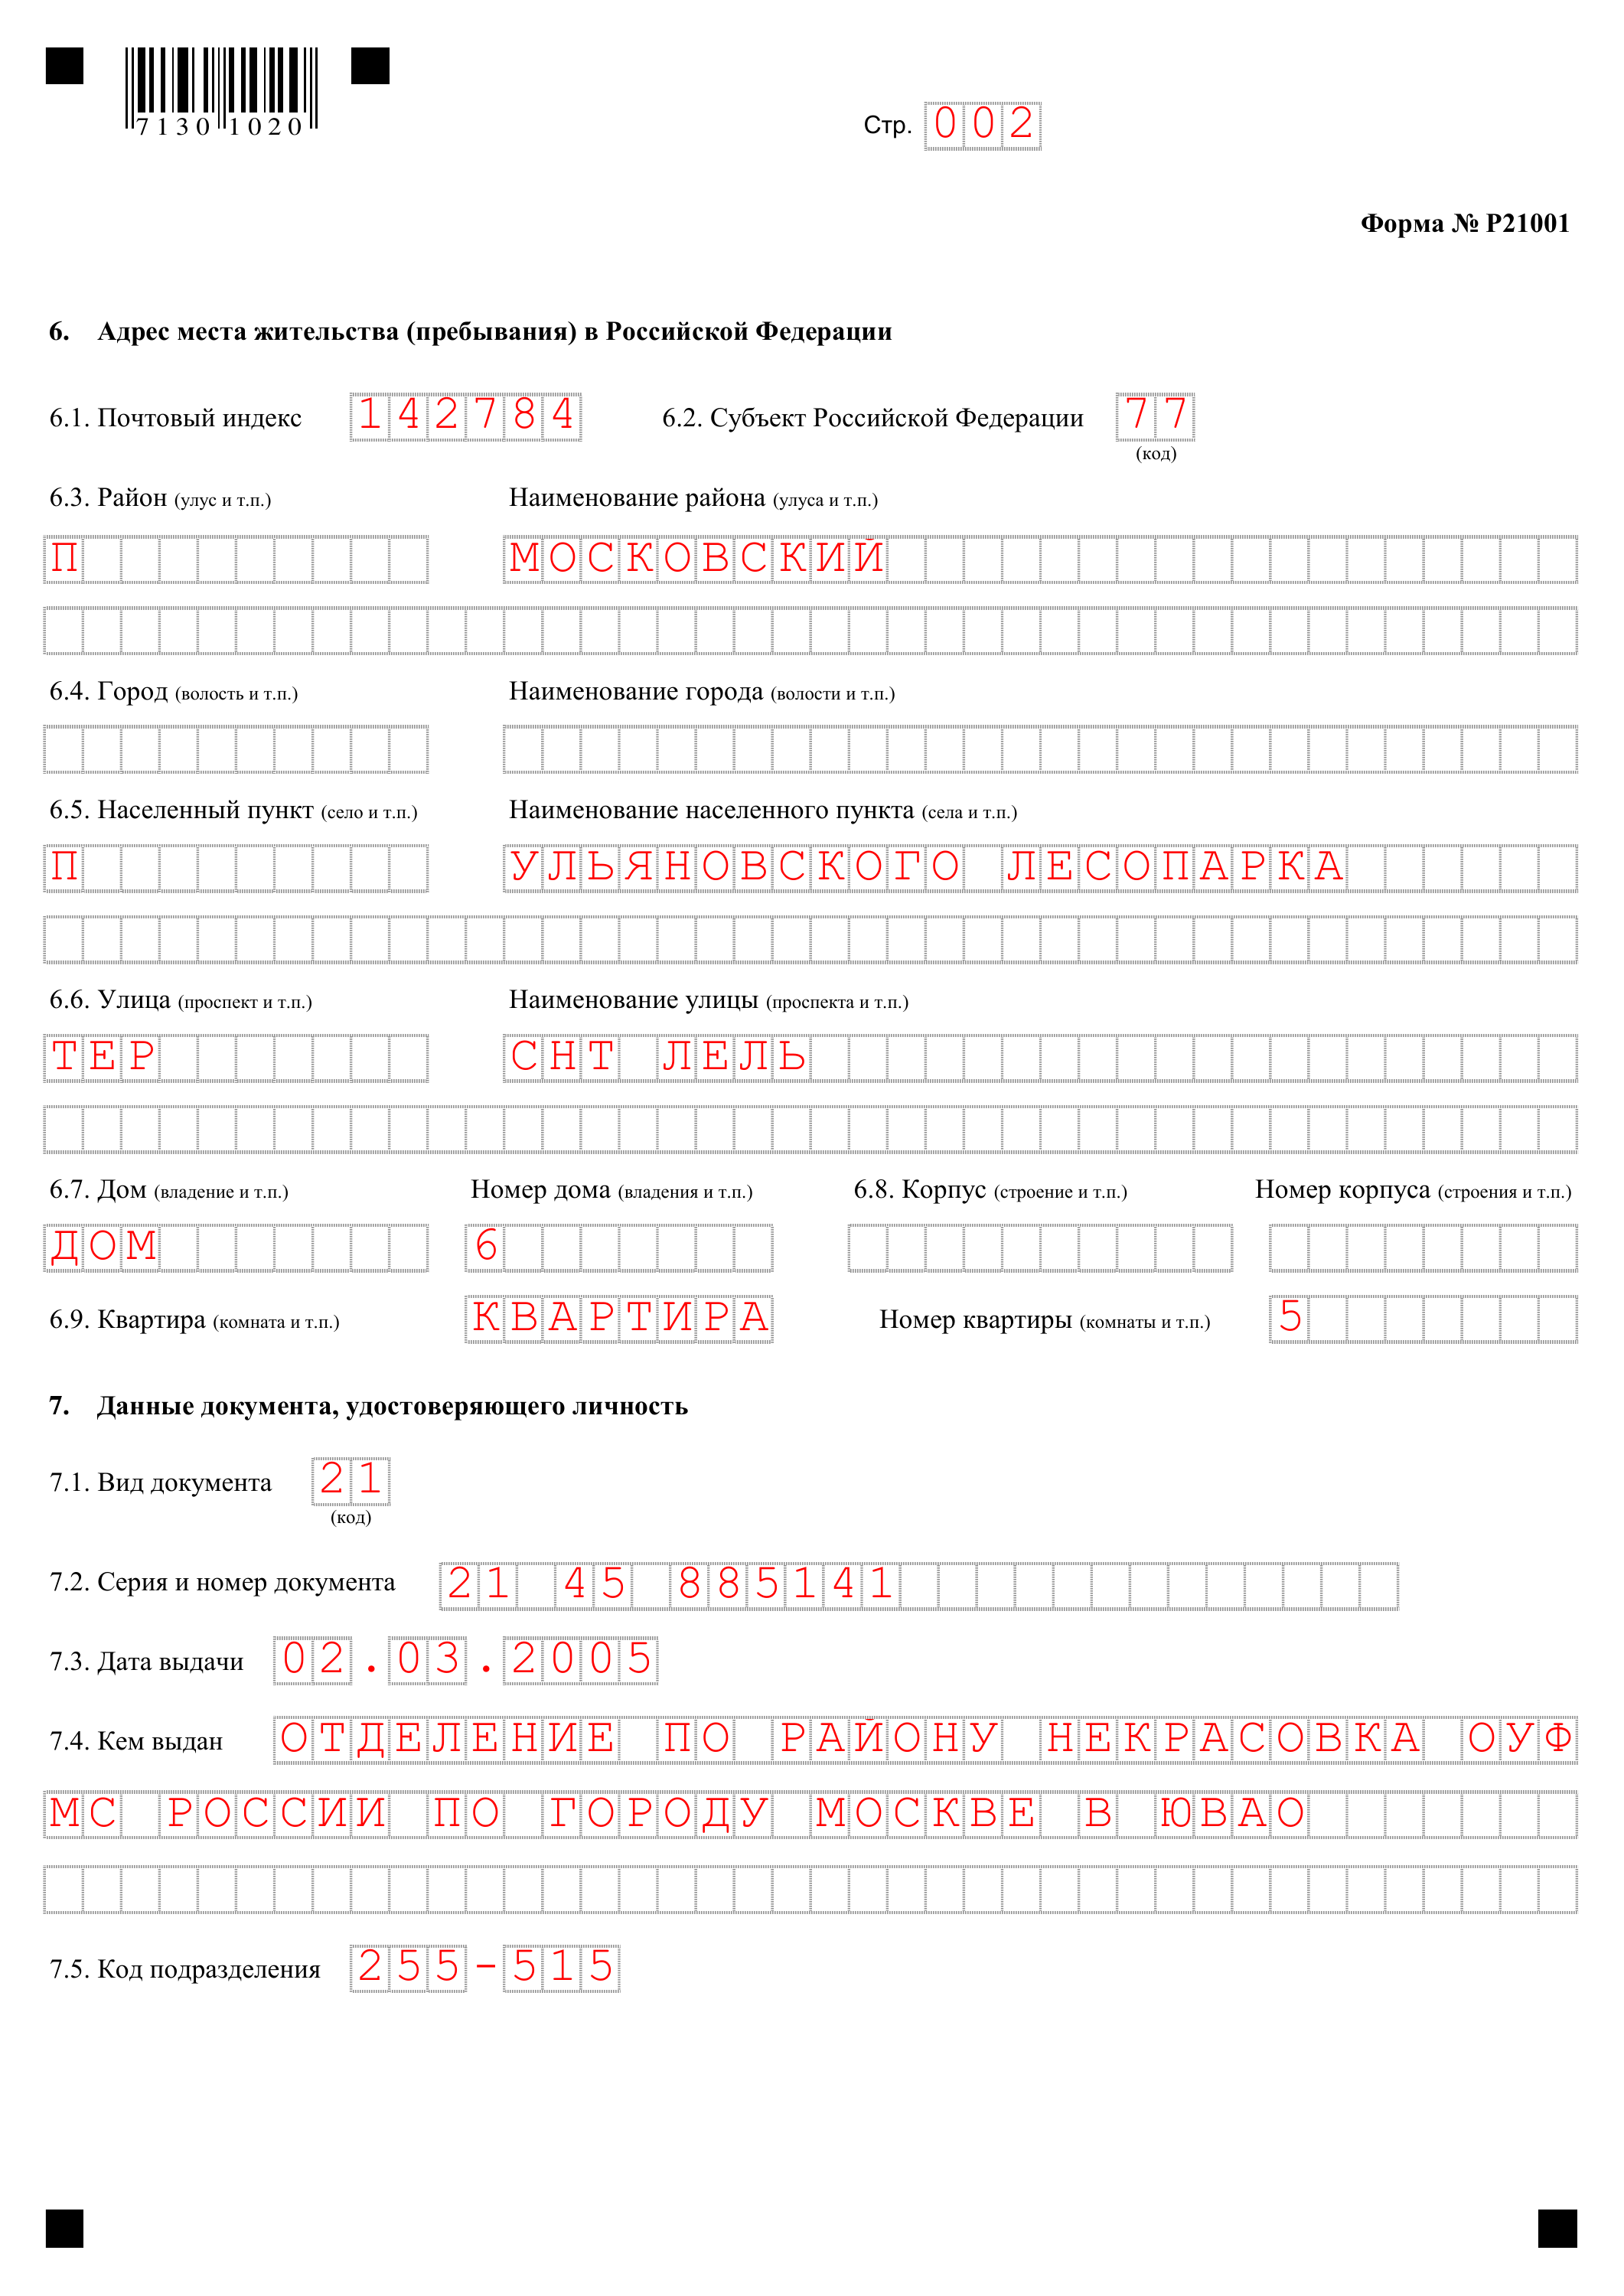 7130 1020
Стр. 002
Форма № Р21001
6. Адрес места жительства (пребывания) в Российской Федерации
6.1. Почтовый индекс 142784 6.2. Субъект Российской Федерации 77
(код)
6.3. Район (улус и т.п.) Наименование района (улуса и т.п.)
П МОСКОВСКИЙ
6.4. Город (волость и т.п.) Наименование города (волости и т.п.)
6.5. Населенный пункт (село и т.п.) Наименование населенного пункта (села и т.п.)
П УЛЬЯНОВСКОГО ЛЕСОПАРКА
6.6. Улица (проспект и т.п.) Наименование улицы (проспекта и т.п.)
ТЕР СНТ ЛЕЛЬ
6.7. Дом (владение и т.п.) Номер дома (владения и т.п.) 6.8. Корпус (строение и т.п.) Номер корпуса (строения и т.п.)
ДОМ 6
6.9. Квартира (комната и т.п.) КВАРТИРА Номер квартиры (комнаты и т.п.) 5
7. Данные документа, удостоверяющего личность
7.1. Вид документа 21
(код)
7.2. Серия и номер документа 21 45 885141
7.3. Дата выдачи 02.03.2005
7.4. Кем выдан ОТДЕЛЕНИЕ ПО РАЙОНУ НЕКРАСОВКА ОУФ
МС РОССИИ ПО ГОРОДУ МОСКВЕ В ЮВАО
7.5. Код подразделения 255-515